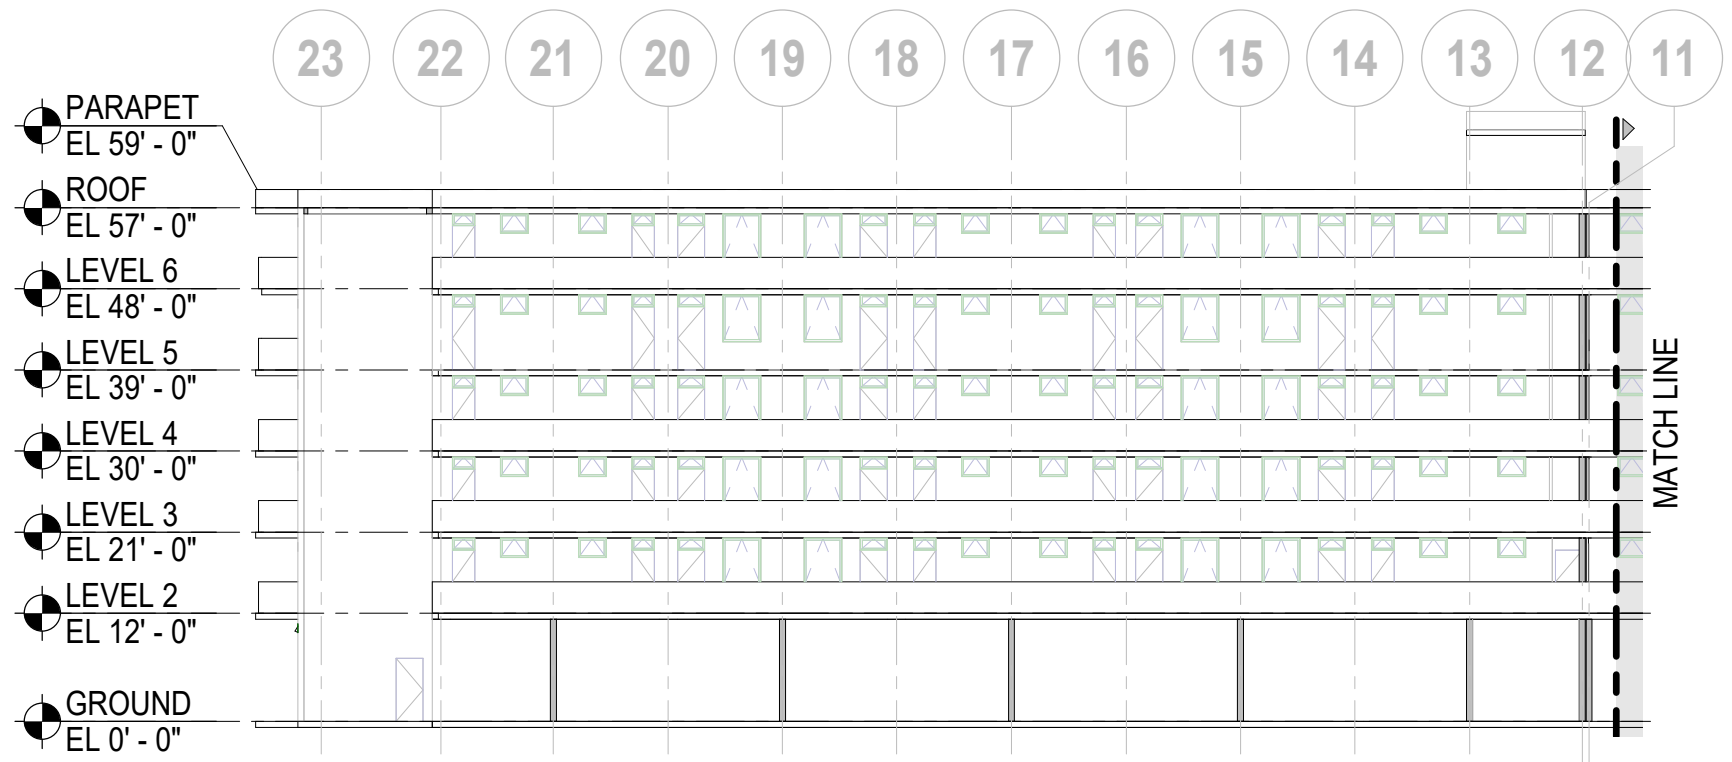 23 22 21 20 19 18 17 16 15 14 13 12 11
PARAPET
EL 59' - 0"
ROOF
EL 57' - 0"
LEVEL 6
EL 48' - 0"
LEVEL 5
EL 39' - 0"
LEVEL 4
EL 30' - 0"
LEVEL 3
EL 21' - 0"
LEVEL 2
EL 12' - 0"
GROUND
EL 0' - 0"
MATCH LINE